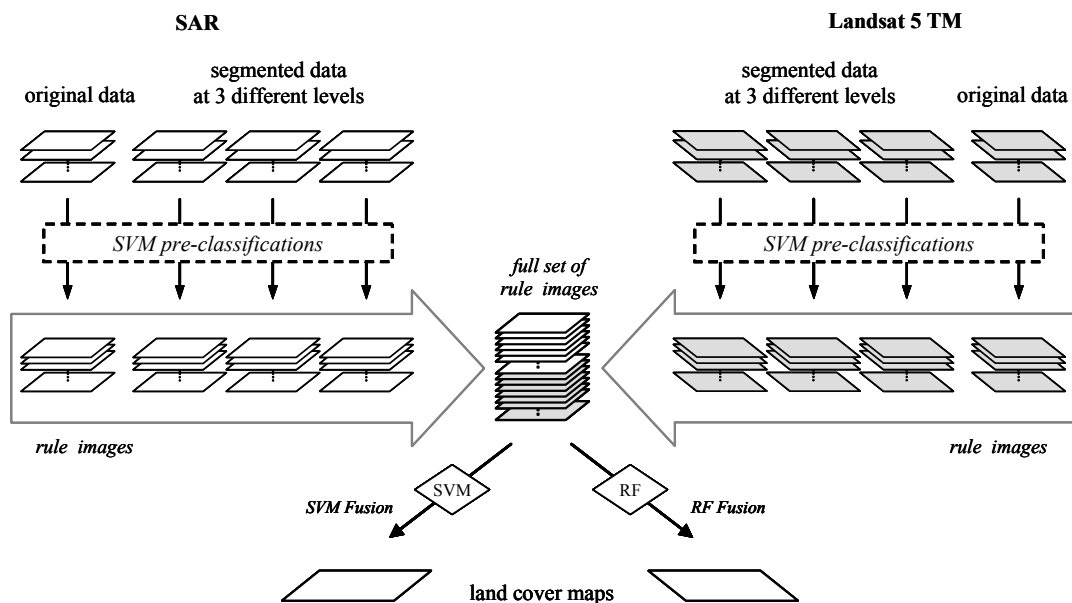 SAR
Landsat 5 TM
original data
segmented data
at 3 different levels
segmented data
at 3 different levels
original data
SVM pre-classifications
SVM pre-classifications
full set of
rule images
rule images
rule images
SVM
RF
SVM Fusion
RF Fusion
land cover maps